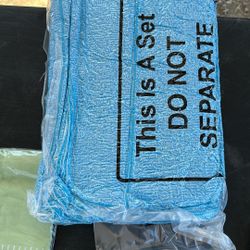 This Is A Set
DO NOT
SEPARATE